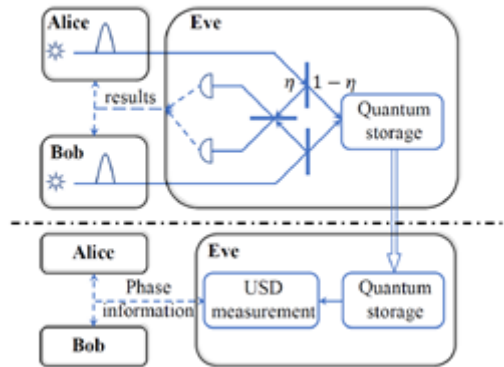 Alice
Eve
η
1 − η
results
Quantum
storage
Bob
Alice
Eve
Phase
information
USD
measurement
Quantum
storage
Bob